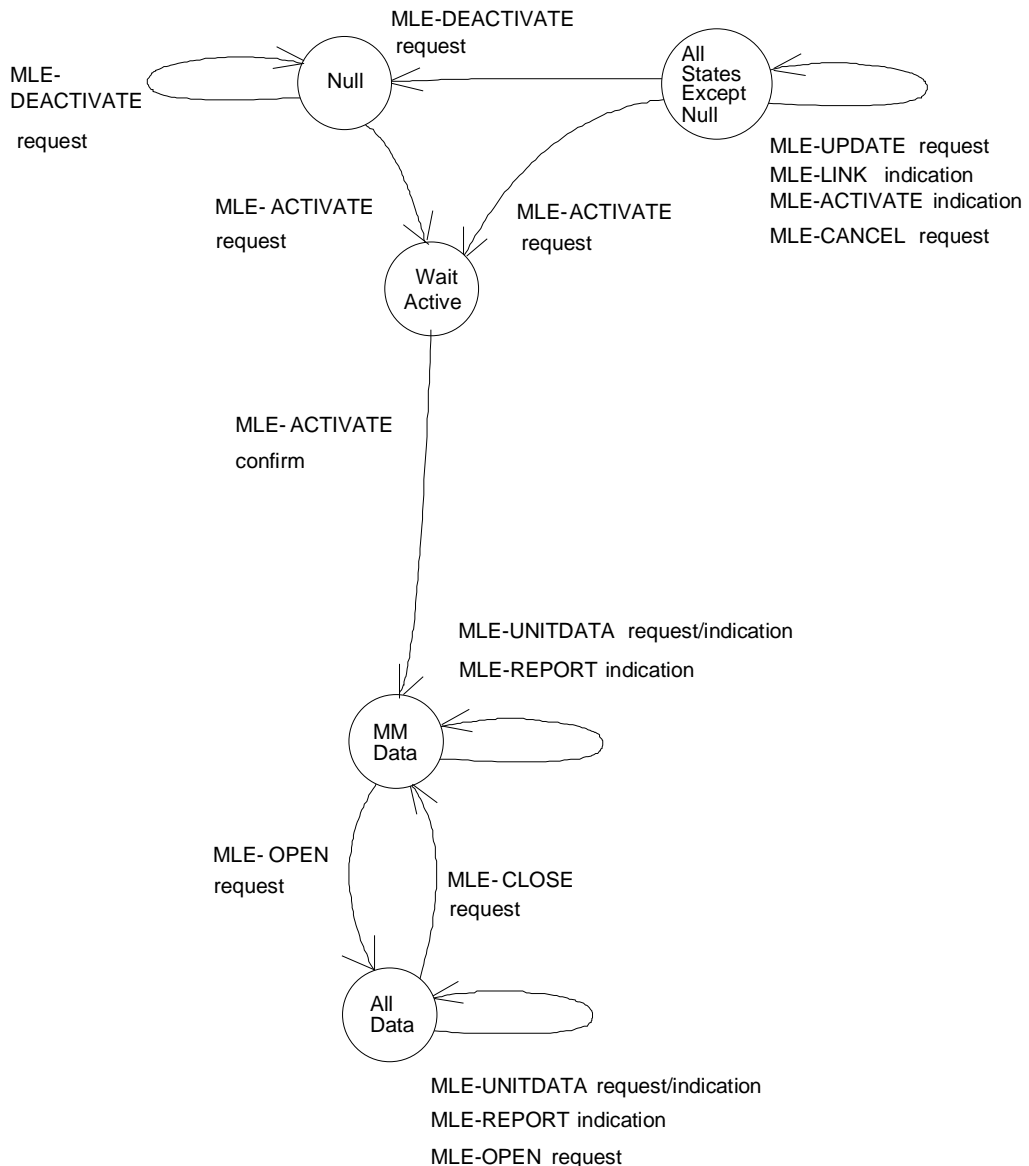 MLE-DEACTIVATE
request
MLE-
DEACTIVATE
request
Null
All
States
Except
Null
MLE-UPDATE request
MLE-LINK indication
MLE-ACTIVATE indication
MLE-CANCEL request
MLE- ACTIVATE
request
MLE-ACTIVATE
request
Wait
Active
MLE- ACTIVATE
confirm
MLE-UNITDATA request/indication
MLE-REPORT indication
MM
Data
MLE- OPEN
request
MLE- CLOSE
request
All
Data
MLE-UNITDATA request/indication
MLE-REPORT indication
MLE-OPEN request